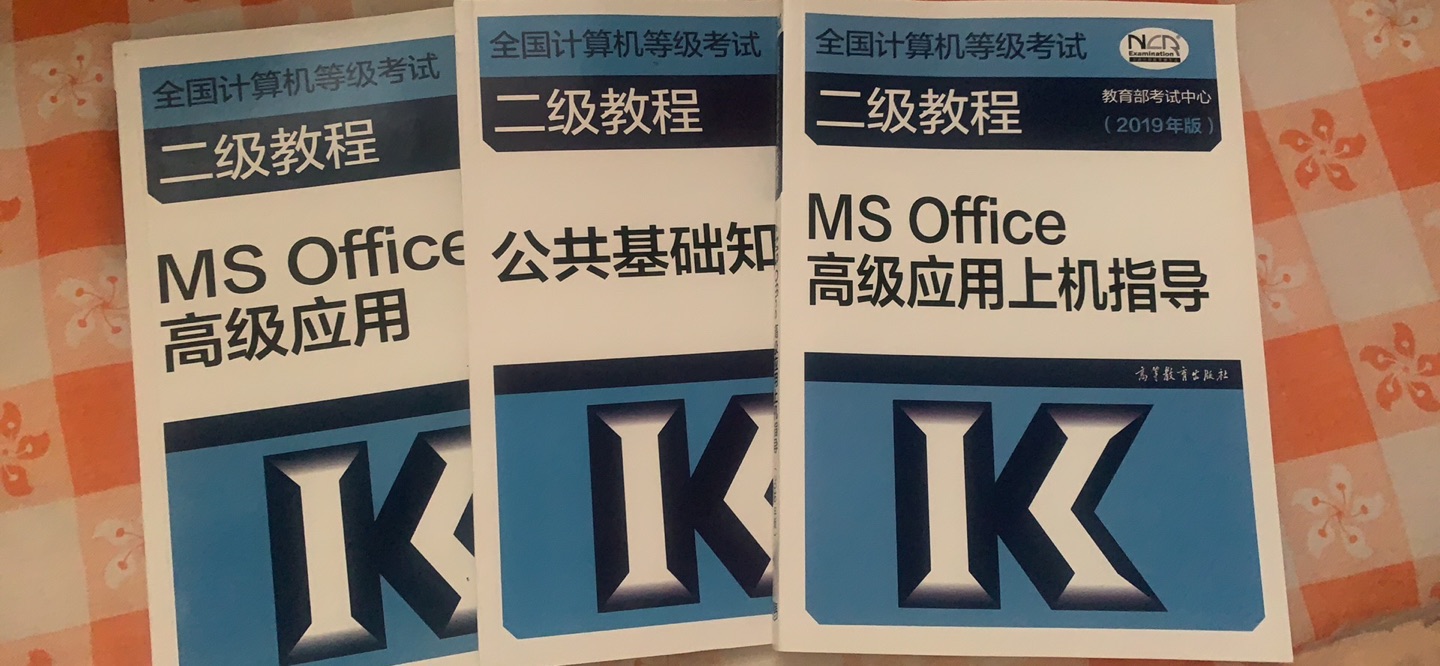 全国计算机等级考试
二级教程
MS Office
高级应用
全国计算机等级考试
二级教程
公共基础知
全国计算机等级考试
NCR
Examination
二级教程
教育部考试中心
（2019年版）
MS Office
高级应用上机指导
高等教育出版社